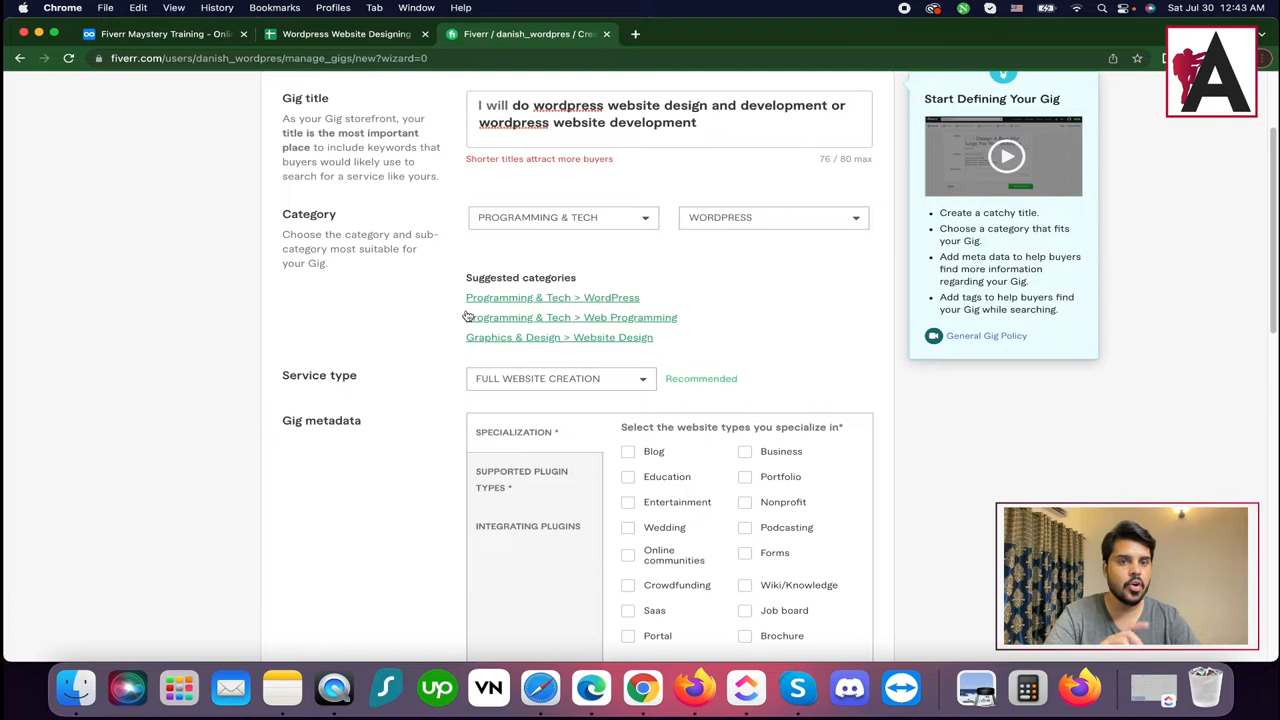 Chrome File Edit View History Bookmarks Profiles Tab Window Help
Sat Jul 30 12:43 AM
Fiverr Maystery Training - Onli
Wordpress Website Designing
Fiverr / danish_wordpres / Crea
fiverr.com/users/danish_wordpres/manage_gigs/new?wizard=0
A
Gig title
As your Gig storefront, your
title is the most important
place to include keywords that
buyers would likely use to
search for a service like yours.
I will do wordpress website design and development or
wordpress website development
Shorter titles attract more buyers
76 / 80 max
Category
Choose the category and sub-
category most suitable for
your Gig.
PROGRAMMING & TECH
WORDPRESS
Suggested categories
Programming & Tech > WordPress
Programming & Tech > Web Programming
Graphics & Design > Website Design
Service type
FULL WEBSITE CREATION
Recommended
Gig metadata
SPECIALIZATION *
SUPPORTED PLUGIN
TYPES *
INTEGRATING PLUGINS
Select the website types you specialize in*
Blog
Business
Education
Portfolio
Entertainment
Nonprofit
Wedding
Podcasting
Online
communities
Forms
Crowdfunding
Wiki/Knowledge
Saas
Job board
Portal
Brochure
Start Defining Your Gig
Create a catchy title.
Choose a category that fits
your Gig.
Add meta data to help buyers
find more information
regarding your Gig.
Add tags to help buyers find
your Gig while searching.
General Gig Policy
up
VN